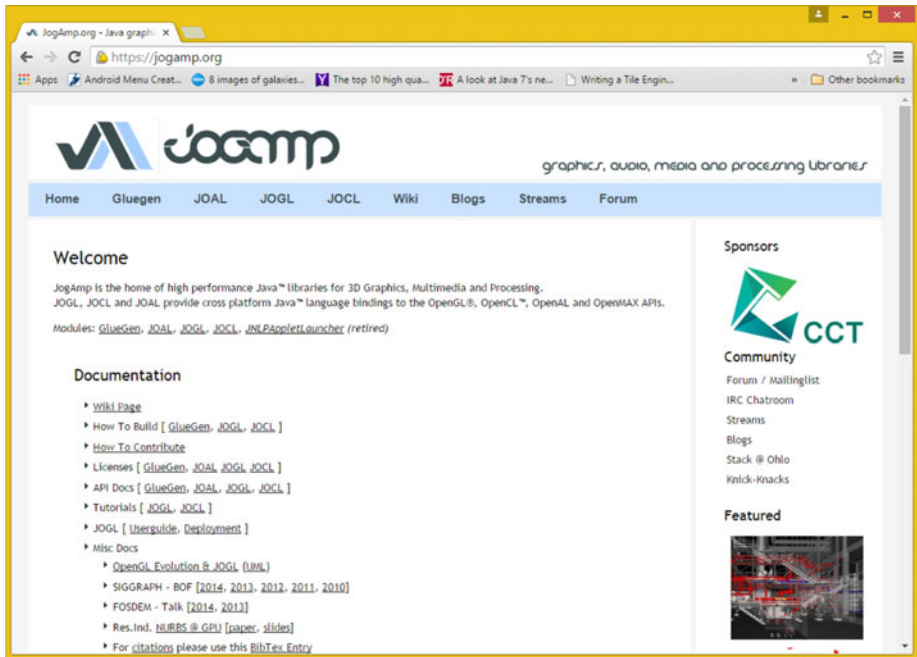 JogAmp.org - Java graphi
https://jogamp.org
Apps Android Menu Creat... 8 images of galaxies... The top 10 high qua... A look at Java 7's ne... Writing a Tile Engin... » Other bookmarks
JogAmp
graphics, audio, media and processing libraries
Home Gluegen JOAL JOGL JOCL Wiki Blogs Streams Forum
Welcome
JogAmp is the home of high performance Java™ libraries for 3D Graphics, Multimedia and Processing.
JOGL, JOCL and JOAL provide cross platform Java™ language bindings to the OpenGL®, OpenCL™, OpenAL and OpenMAX APIs.
Modules: GlueGen, JOAL, JOGL, JOCL, JNLPAppletLauncher (retired)
Documentation
Wiki Page
How To Build [ GlueGen, JOGL, JOCL ]
How To Contribute
Licenses [ GlueGen, JOAL JOGL JOCL ]
API Docs [ GlueGen, JOAL, JOGL, JOCL ]
Tutorials [ JOGL, JOCL ]
JOGL [ Userguide, Deployment ]
Misc Docs
OpenGL Evolution & JOGL (UML)
SIGGRAPH - BOF [2014, 2013, 2012, 2011, 2010]
FOSDEM - Talk [2014, 2013]
Res.Ind. NURBS @ GPU [paper, slides]
For citations please use this BibTex Entry
Sponsors
CCT
Community
Forum / Mailinglist
IRC Chatroom
Streams
Blogs
Stack @ Ohlo
Knick-Knacks
Featured